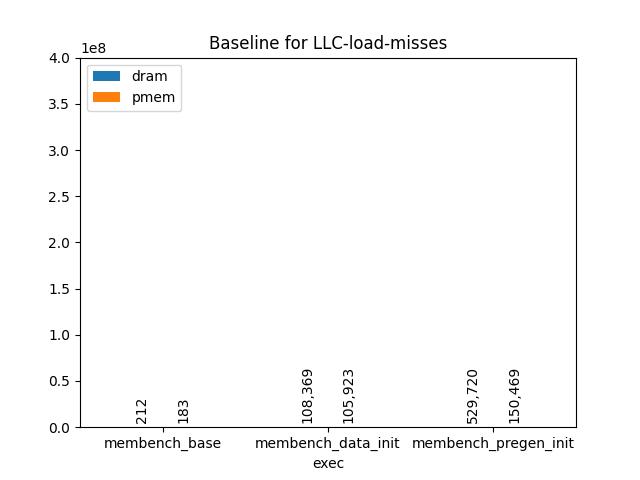 Baseline for LLC-load-misses
1e8
4.0
3.5
3.0
2.5
2.0
1.5
1.0
0.5
0.0
dram
pmem
212
183
108,369
105,923
529,720
150,469
membench_base
membench_data_init
membench_pregen_init
exec